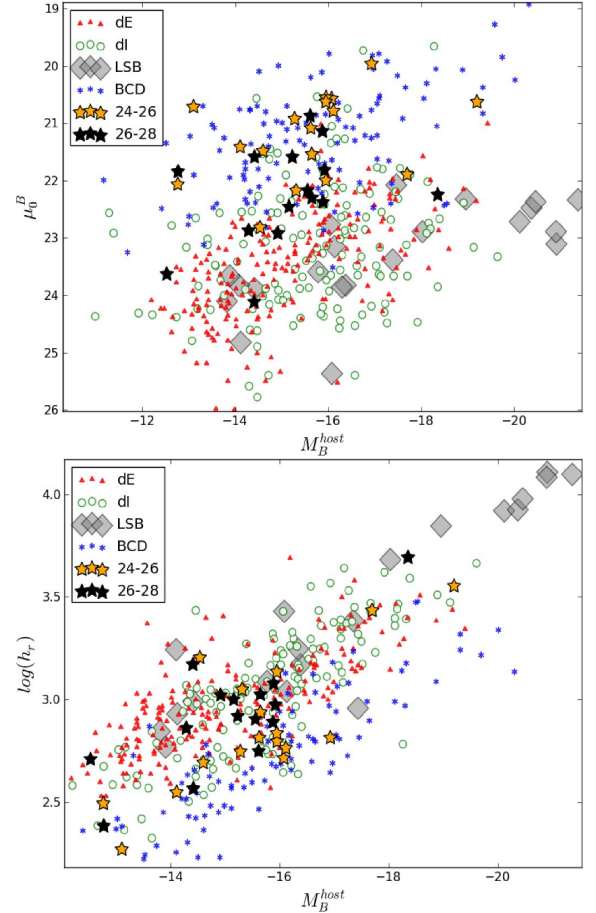 dE
dI
LSB
BCD
24-26
26-28
19
20
21
22
23
24
25
26
μ₀ᴮ
−12 −14 −16 −18 −20
M_B^host
dE
dI
LSB
BCD
24-26
26-28
4.0
3.5
3.0
2.5
log(h_r)
−14 −16 −18 −20
M_B^host